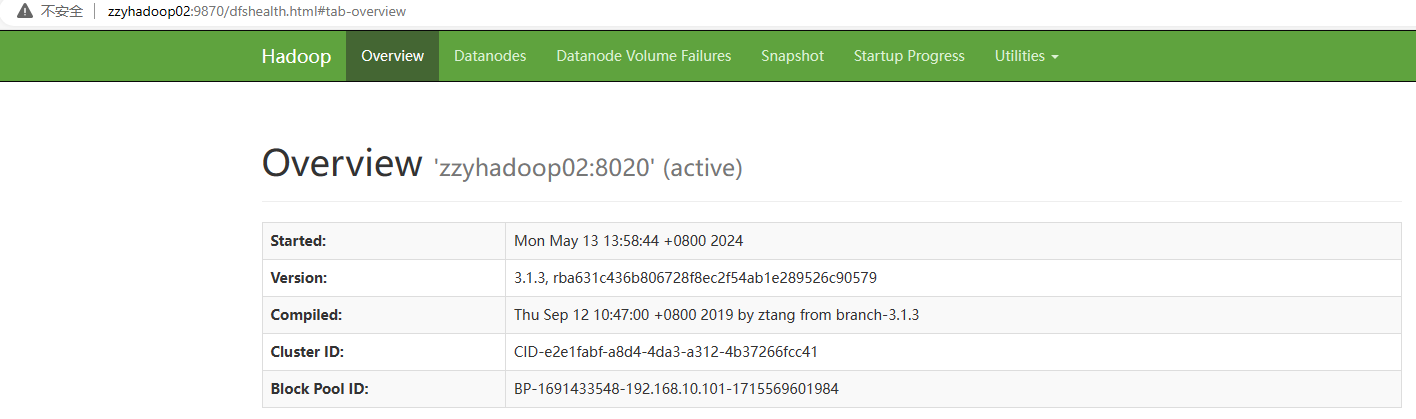 不安全 zzyhadoop02:9870/dfshealth.html#tab-overview
Hadoop Overview Datanodes Datanode Volume Failures Snapshot Startup Progress Utilities
Overview 'zzyhadoop02:8020' (active)
Started: Mon May 13 13:58:44 +0800 2024
Version: 3.1.3, rba631c436b806728f8ec2f54ab1e289526c90579
Compiled: Thu Sep 12 10:47:00 +0800 2019 by ztang from branch-3.1.3
Cluster ID: CID-e2e1fabf-a8d4-4da3-a312-4b37266fcc41
Block Pool ID: BP-1691433548-192.168.10.101-1715569601984